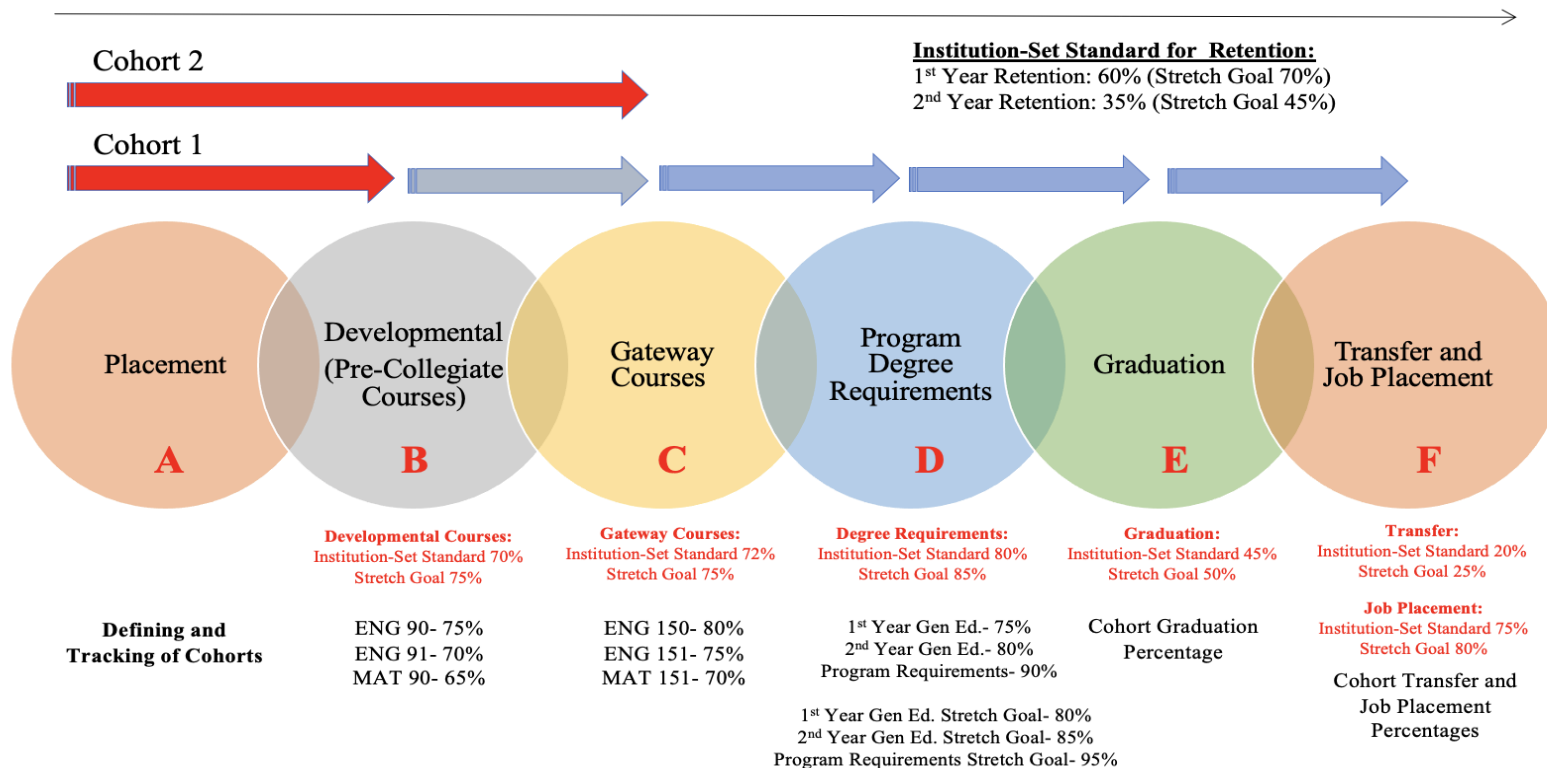 Cohort 2
Institution-Set Standard for Retention:
1st Year Retention: 60% (Stretch Goal 70%)
2nd Year Retention: 35% (Stretch Goal 45%)
Cohort 1
Placement
A
Developmental
(Pre-Collegiate
Courses)
B
Gateway
Courses
C
Program
Degree
Requirements
D
Graduation
E
Transfer and
Job Placement
F
Defining and
Tracking of Cohorts
Developmental Courses:
Institution-Set Standard 70%
Stretch Goal 75%
ENG 90- 75%
ENG 91- 70%
MAT 90- 65%
Gateway Courses:
Institution-Set Standard 72%
Stretch Goal 75%
ENG 150- 80%
ENG 151- 75%
MAT 151- 70%
Degree Requirements:
Institution-Set Standard 80%
Stretch Goal 85%
1st Year Gen Ed.- 75%
2nd Year Gen Ed.- 80%
Program Requirements- 90%
1st Year Gen Ed. Stretch Goal- 80%
2nd Year Gen Ed. Stretch Goal- 85%
Program Requirements Stretch Goal- 95%
Graduation:
Institution-Set Standard 45%
Stretch Goal 50%
Cohort Graduation
Percentage
Transfer:
Institution-Set Standard 20%
Stretch Goal 25%
Job Placement:
Institution-Set Standard 75%
Stretch Goal 80%
Cohort Transfer and
Job Placement
Percentages